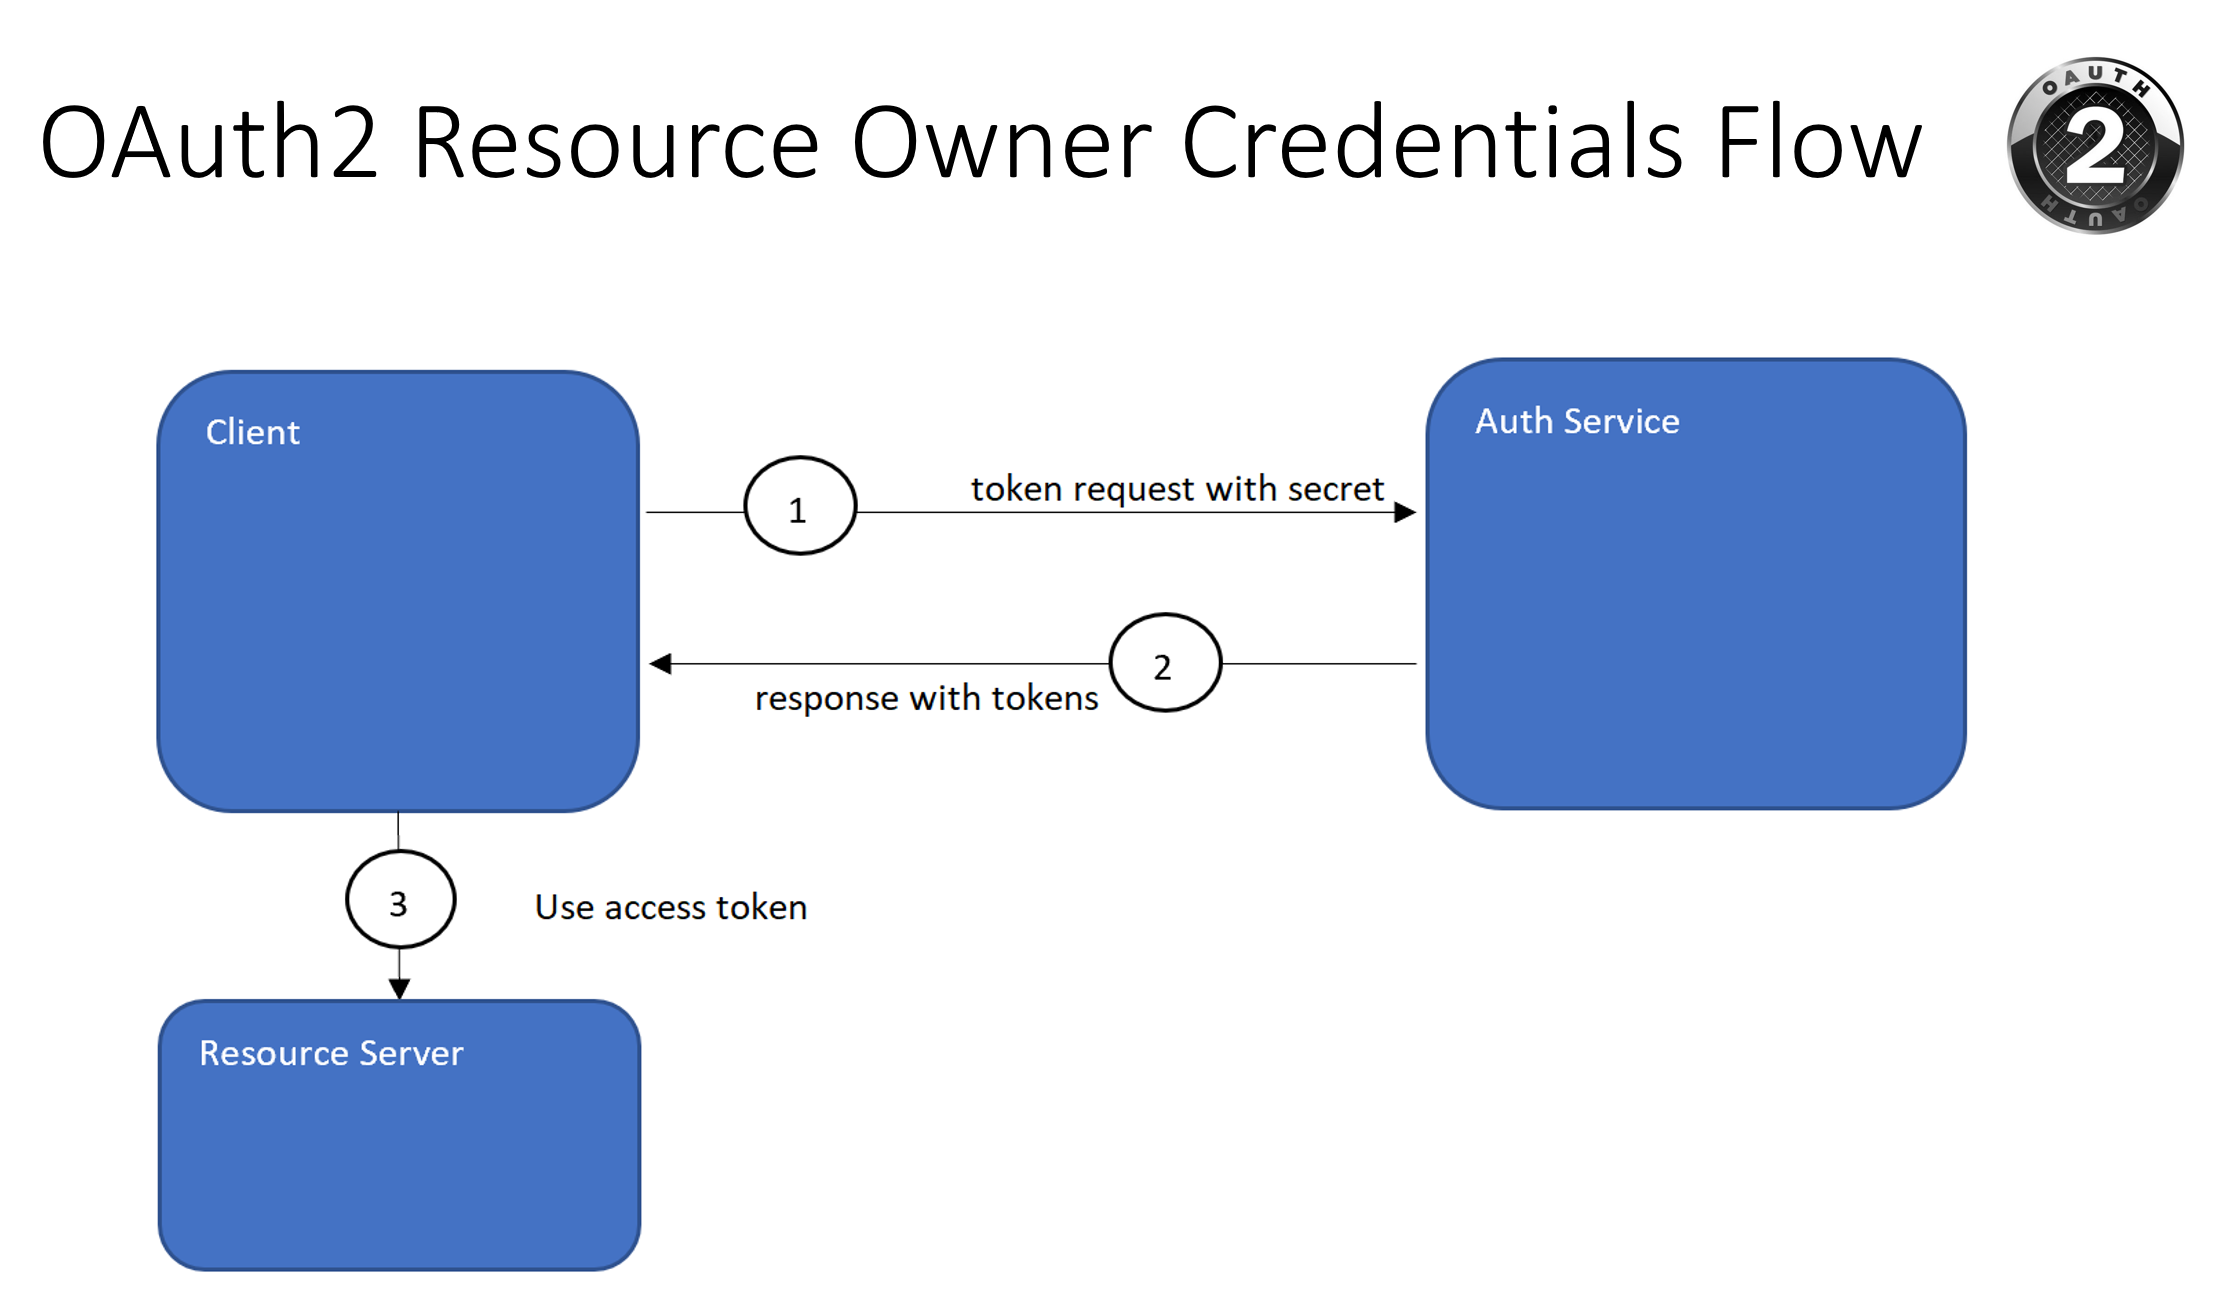 OAuth2 Resource Owner Credentials Flow
OAUTH
2
OAUTH
Client
Auth Service
1
token request with secret
2
response with tokens
3
Use access token
Resource Server